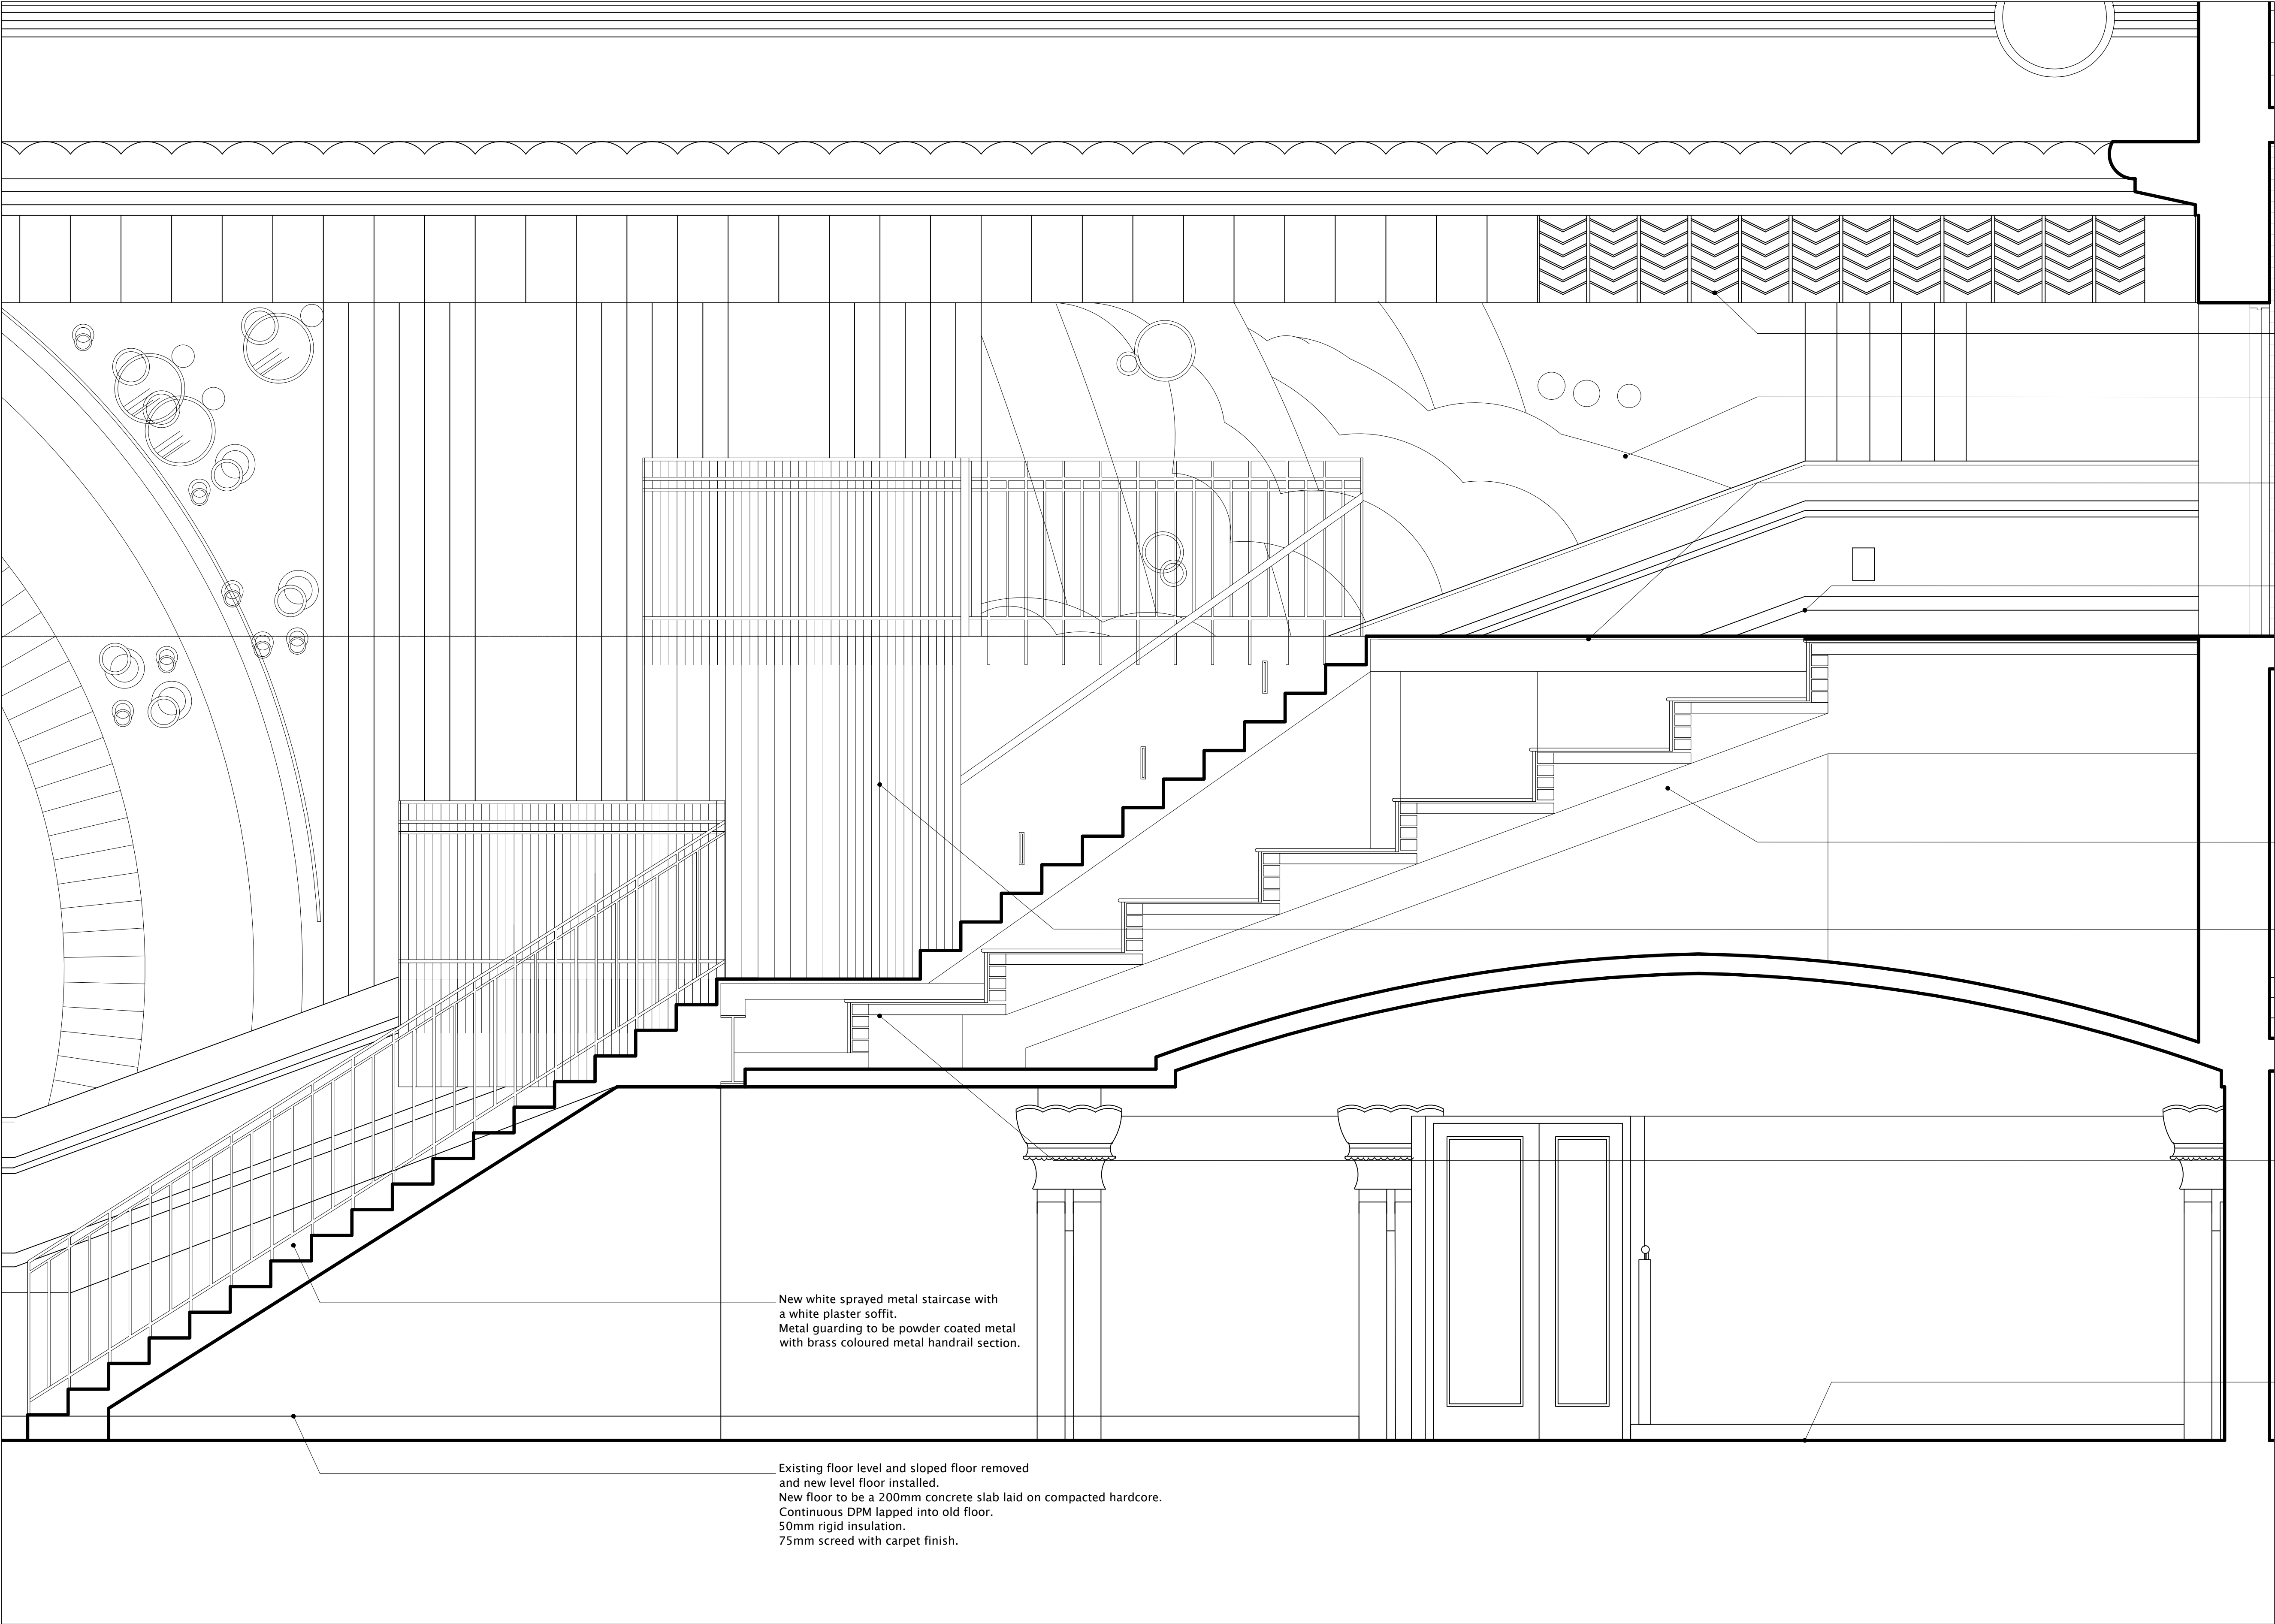 New white sprayed metal staircase with
a white plaster soffit.
Metal guarding to be powder coated metal
with brass coloured metal handrail section.
Existing floor level and sloped floor removed
and new level floor installed.
New floor to be a 200mm concrete slab laid on compacted hardcore.
Continuous DPM lapped into old floor.
50mm rigid insulation.
75mm screed with carpet finish.